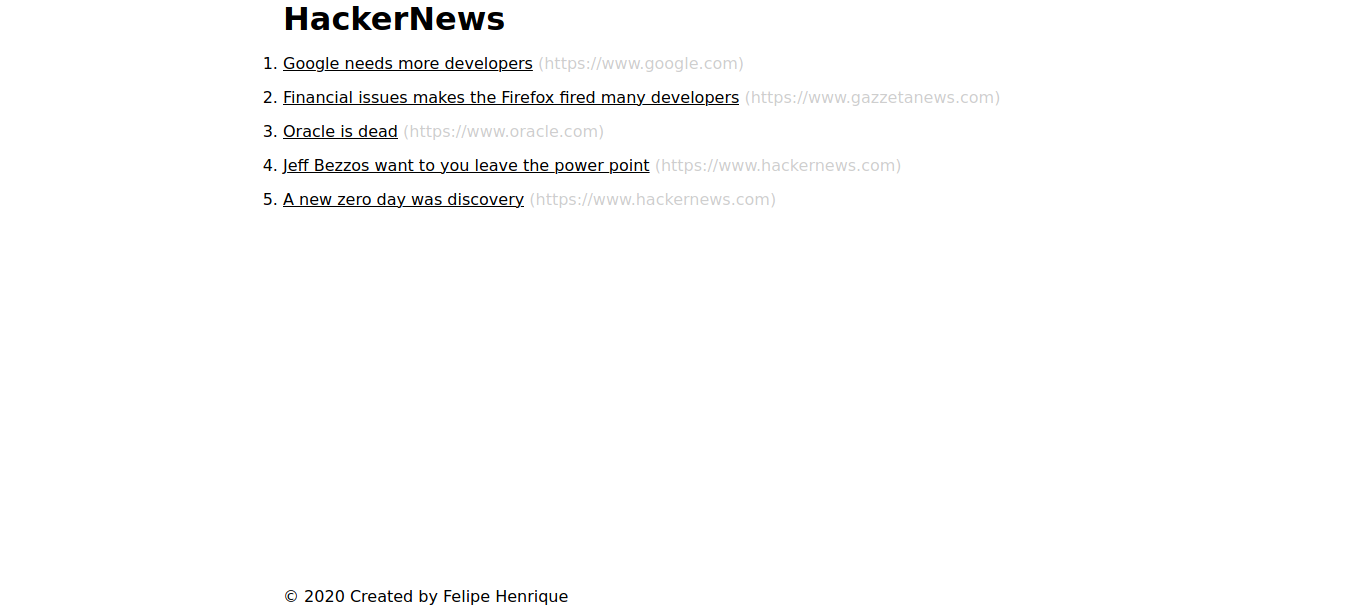 HackerNews
1. Google needs more developers (https://www.google.com)
2. Financial issues makes the Firefox fired many developers (https://www.gazzetanews.com)
3. Oracle is dead (https://www.oracle.com)
4. Jeff Bezzos want to you leave the power point (https://www.hackernews.com)
5. A new zero day was discovery (https://www.hackernews.com)
© 2020 Created by Felipe Henrique